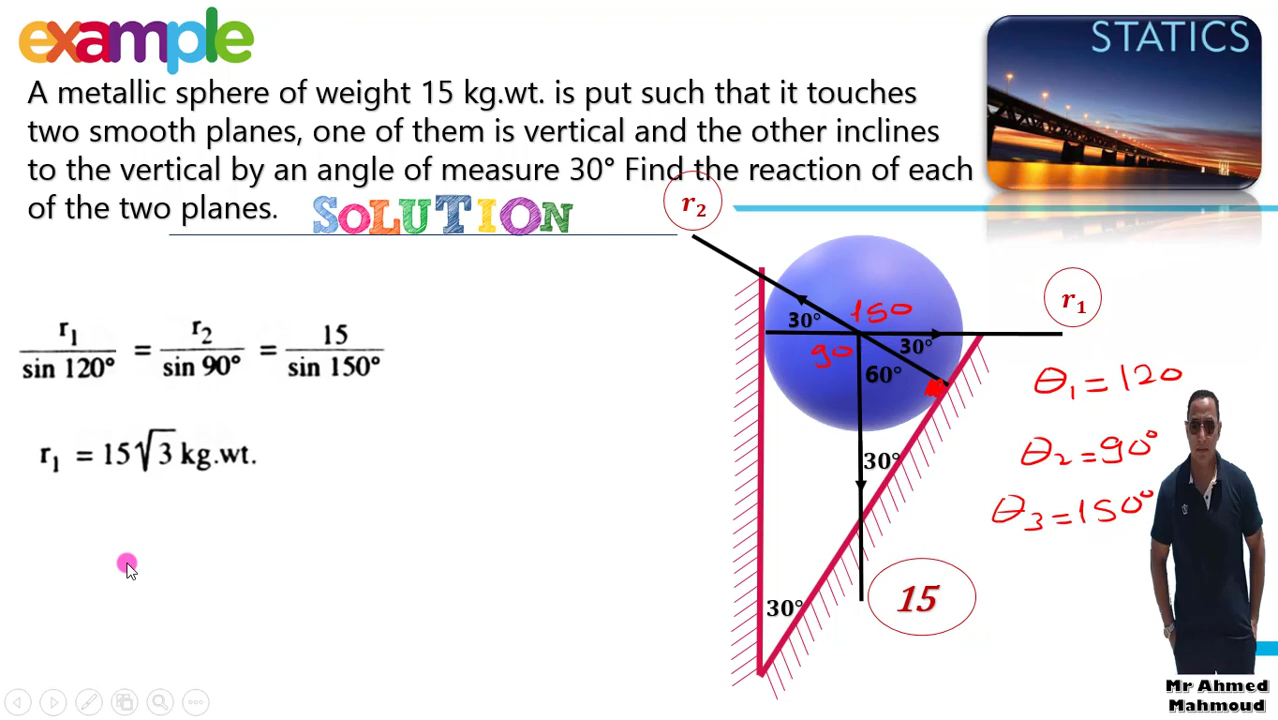 example
STATICS
A metallic sphere of weight 15 kg.wt. is put such that it touches
two smooth planes, one of them is vertical and the other inclines
to the vertical by an angle of measure 30° Find the reaction of each
of the two planes.
SOLUTION
r₂
r₁
r₁/sin 120° = r₂/sin 90° = 15/sin 150°
r₁ = 15√3 kg.wt.
150
30°
30°
90
60°
30°
30°
15
θ₁ = 120
θ₂ = 90°
θ₃ = 150°
Mr Ahmed
Mahmoud